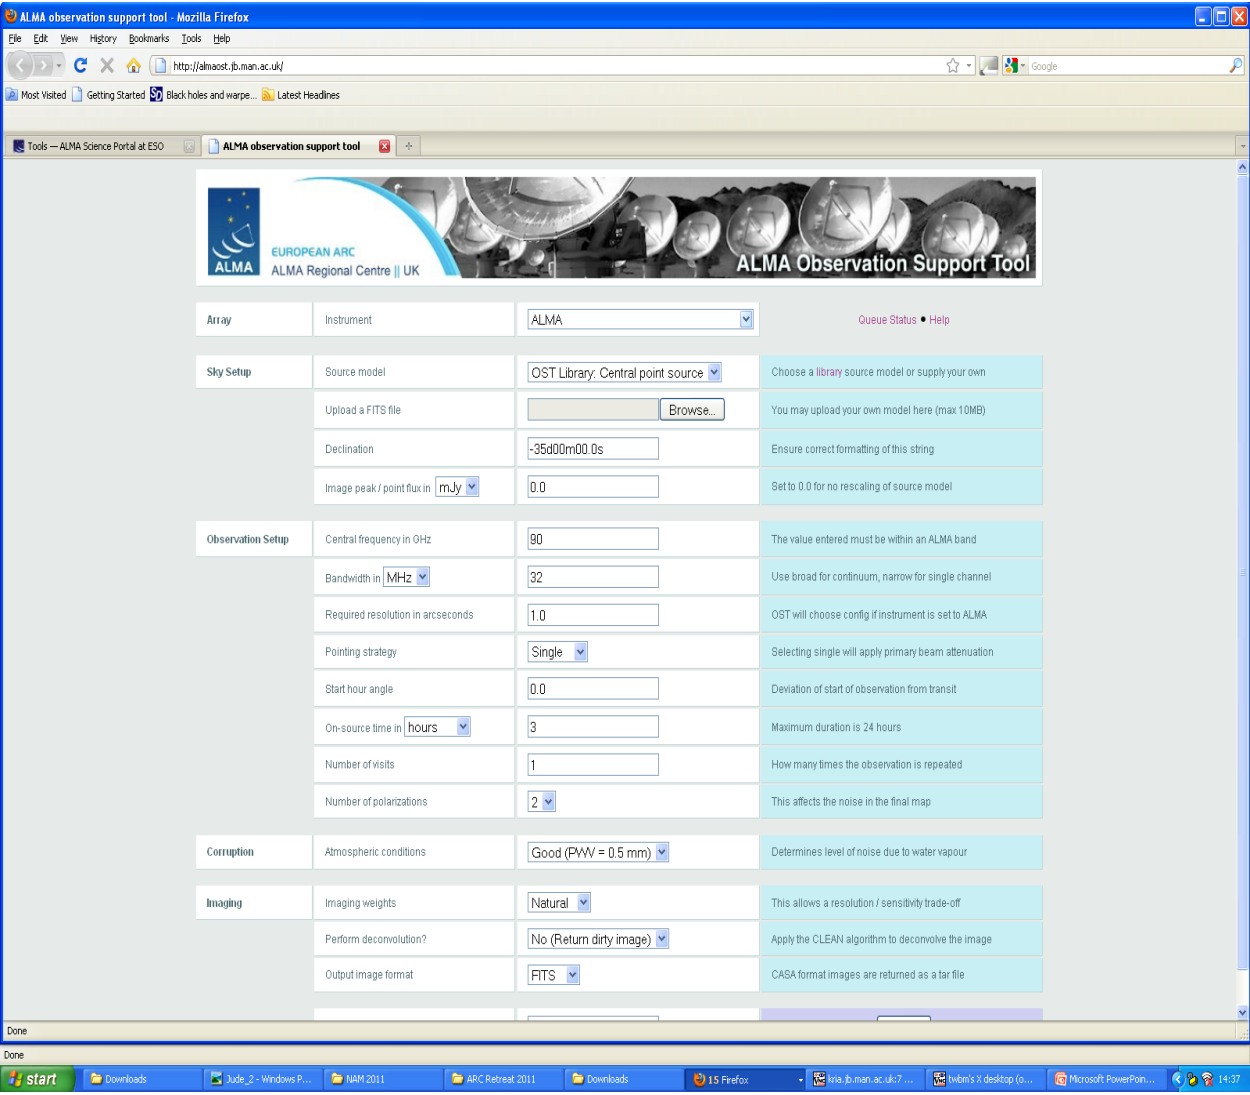 ALMA observation support tool - Mozilla Firefox
File Edit View History Bookmarks Tools Help
http://almaost.jb.man.ac.uk/
Google
Most Visited Getting Started SD Black holes and warpe... Latest Headlines
Tools — ALMA Science Portal at ESO ALMA observation support tool
ALMA
EUROPEAN ARC
ALMA Regional Centre || UK
ALMA Observation Support Tool
Array Instrument ALMA Queue Status • Help
Sky Setup Source model OST Library: Central point source Choose a library source model or supply your own
Upload a FITS file Browse... You may upload your own model here (max 10MB)
Declination -35d00m00.0s Ensure correct formatting of this string
Image peak / point flux in mJy 0.0 Set to 0.0 for no rescaling of source model
Observation Setup Central frequency in GHz 90 The value entered must be within an ALMA band
Bandwidth in MHz 32 Use broad for continuum, narrow for single channel
Required resolution in arcseconds 1.0 OST will choose config if instrument is set to ALMA
Pointing strategy Single Selecting single will apply primary beam attenuation
Start hour angle 0.0 Deviation of start of observation from transit
On-source time in hours 3 Maximum duration is 24 hours
Number of visits 1 How many times the observation is repeated
Number of polarizations 2 This affects the noise in the final map
Corruption Atmospheric conditions Good (PWV = 0.5 mm) Determines level of noise due to water vapour
Imaging Imaging weights Natural This allows a resolution / sensitivity trade-off
Perform deconvolution? No (Return dirty image) Apply the CLEAN algorithm to deconvolve the image
Output image format FITS CASA format images are returned as a tar file
Done
Done
start Downloads Jude_2 - Windows P... NAM 2011 ARC Retreat 2011 Downloads 15 Firefox kria.jb.man.ac.uk:7 ... twbm's X desktop (o... Microsoft PowerPoin... 14:37